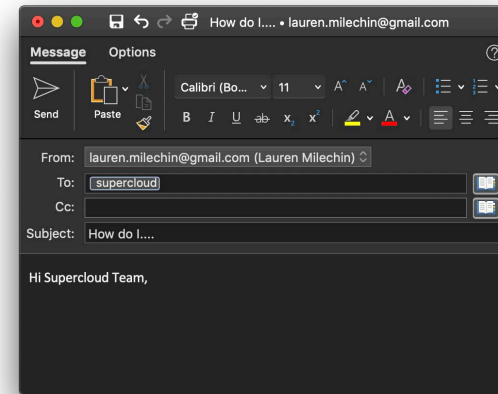 How do I.... • lauren.milechin@gmail.com
Message Options
Send
Paste
Calibri (Bo... 11 A^ A˅ A
B I U ab x₂ x² A
From: lauren.milechin@gmail.com (Lauren Milechin)
To: supercloud
Cc:
Subject: How do I....
Hi Supercloud Team,